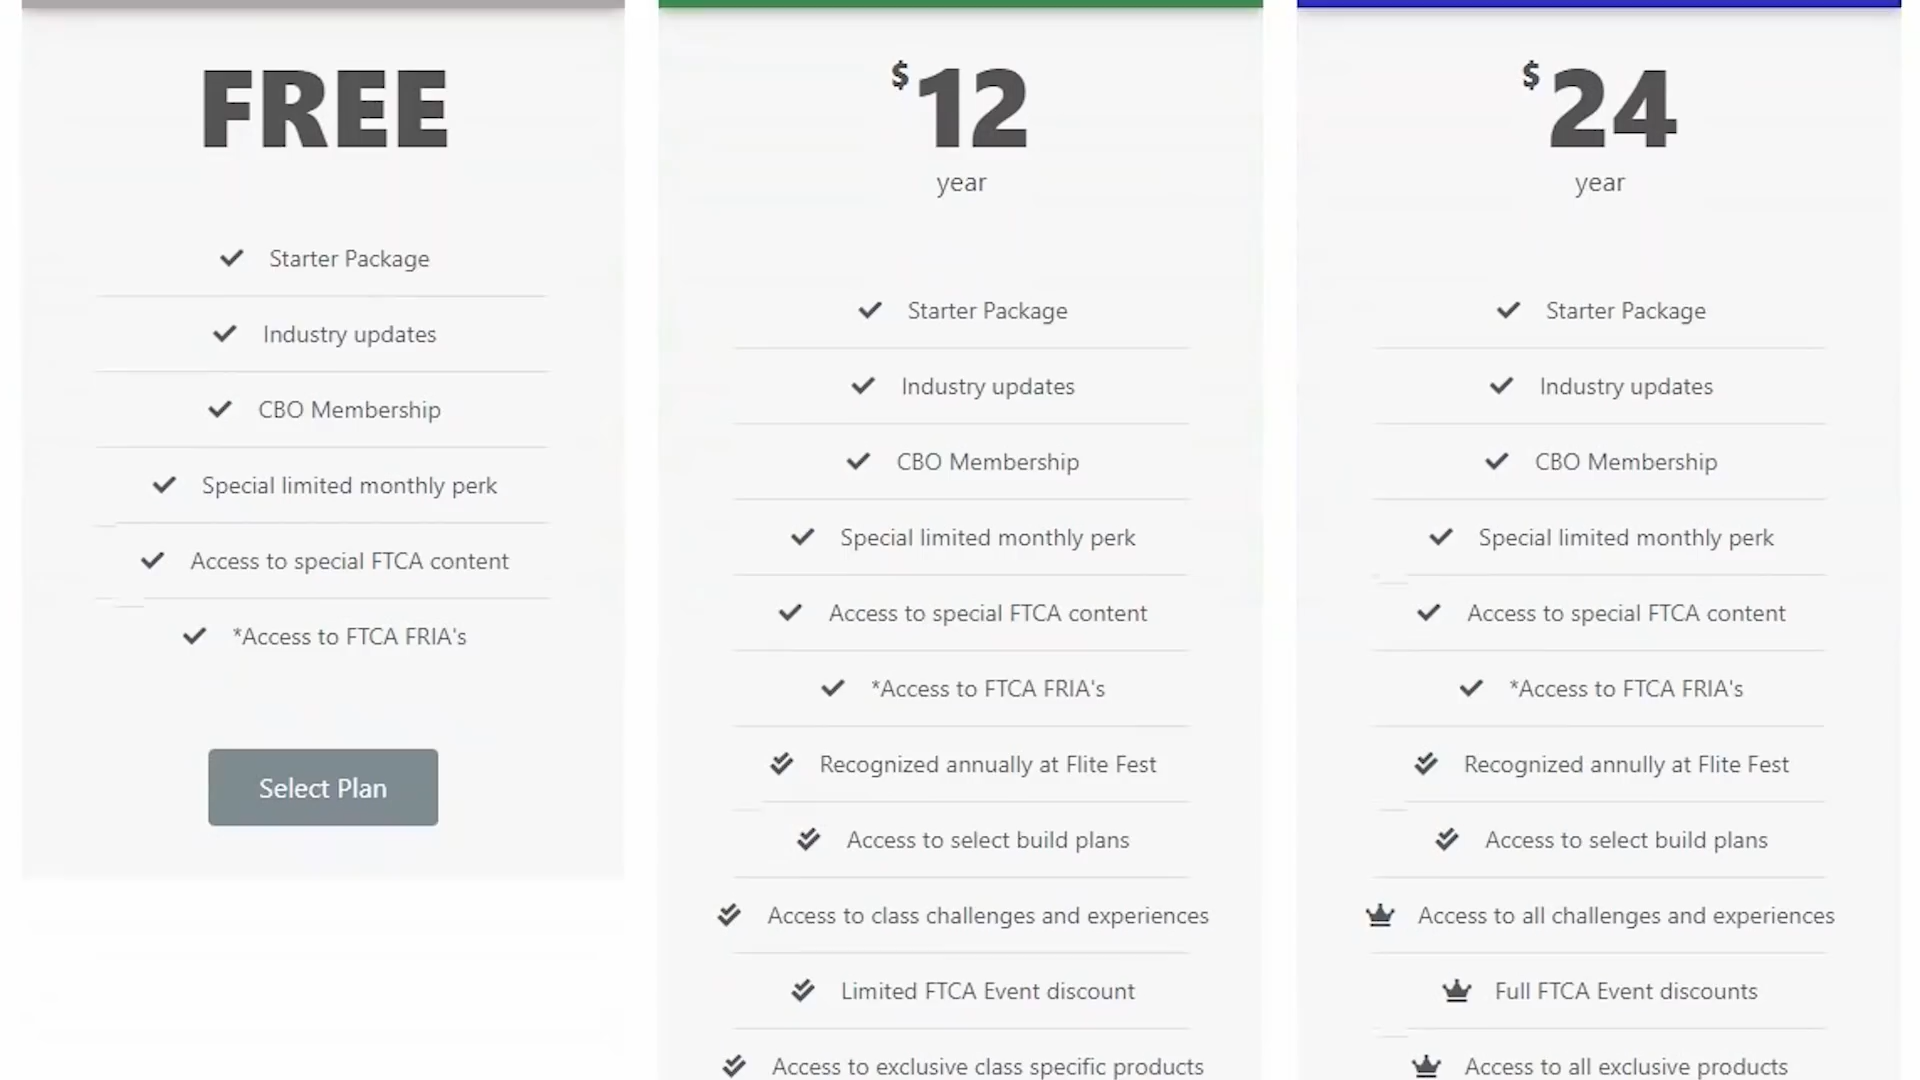 FREE
Starter Package
Industry updates
CBO Membership
Special limited monthly perk
Access to special FTCA content
*Access to FTCA FRIA's
Select Plan
$12
year
Starter Package
Industry updates
CBO Membership
Special limited monthly perk
Access to special FTCA content
*Access to FTCA FRIA's
Recognized annually at Flite Fest
Access to select build plans
Access to class challenges and experiences
Limited FTCA Event discount
Access to exclusive class specific products
$24
year
Starter Package
Industry updates
CBO Membership
Special limited monthly perk
Access to special FTCA content
*Access to FTCA FRIA's
Recognized annully at Flite Fest
Access to select build plans
Access to all challenges and experiences
Full FTCA Event discounts
Access to all exclusive products